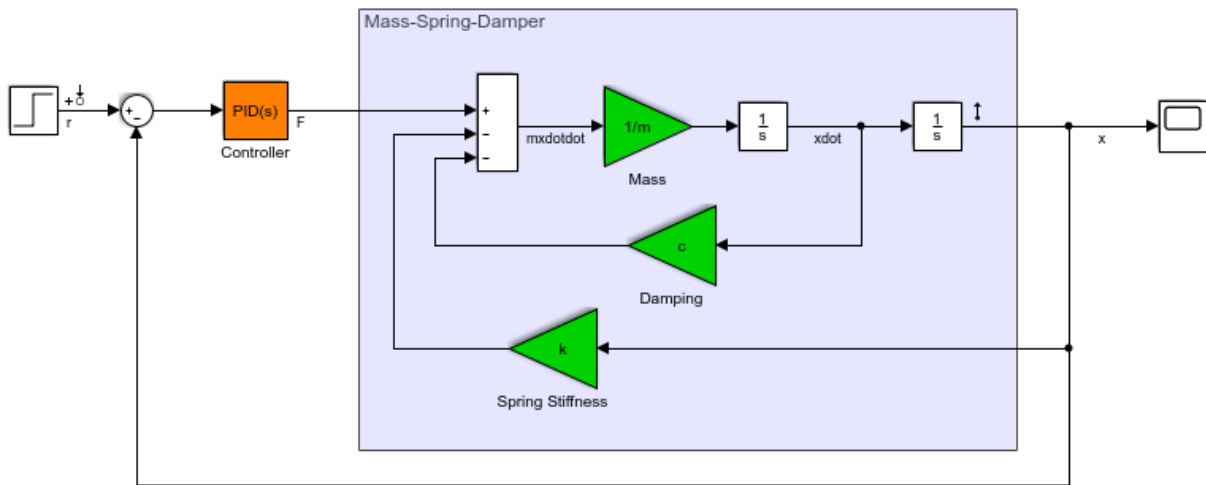 Mass-Spring-Damper
r
+
−
PID(s)
Controller
F
+
−
−
mxdotdot
1/m
Mass
1
s
xdot
1
s
x
c
Damping
k
Spring Stiffness